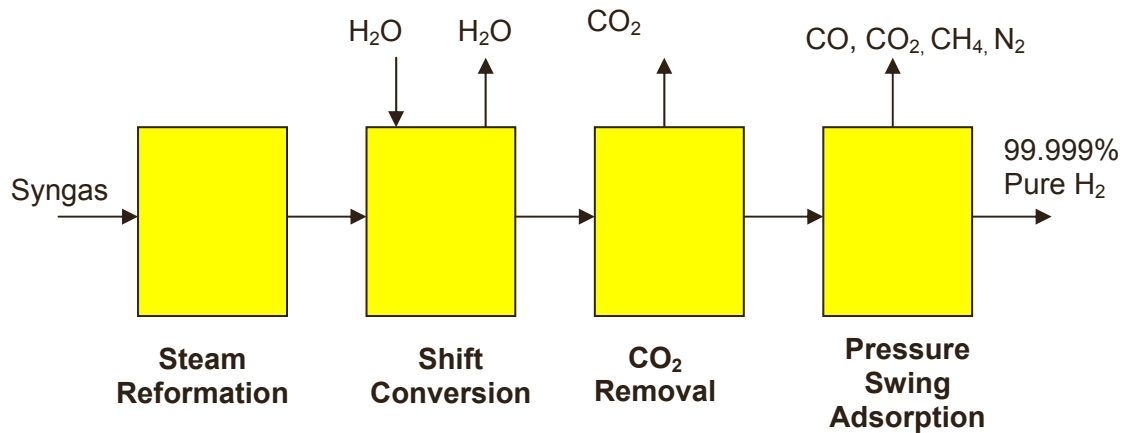 H₂O
H₂O
CO₂
CO, CO₂, CH₄, N₂
Syngas
99.999%
Pure H₂
Steam
Reformation
Shift
Conversion
CO₂
Removal
Pressure
Swing
Adsorption